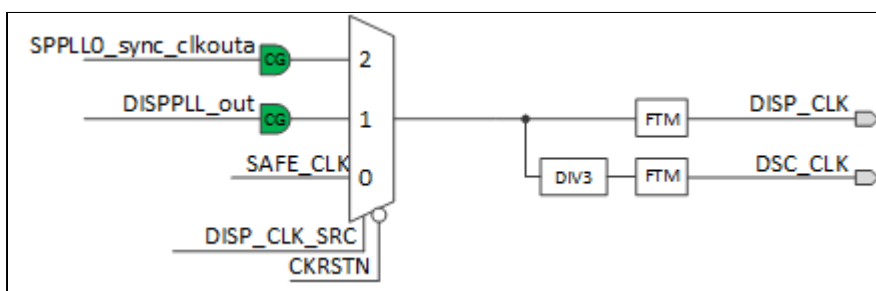 SPPLL0_sync_clkouta
CG
2
DISPPLL_out
CG
1
FTM
DISP_CLK
SAFE_CLK
0
DIV3
FTM
DSC_CLK
DISP_CLK_SRC
CKRSTN